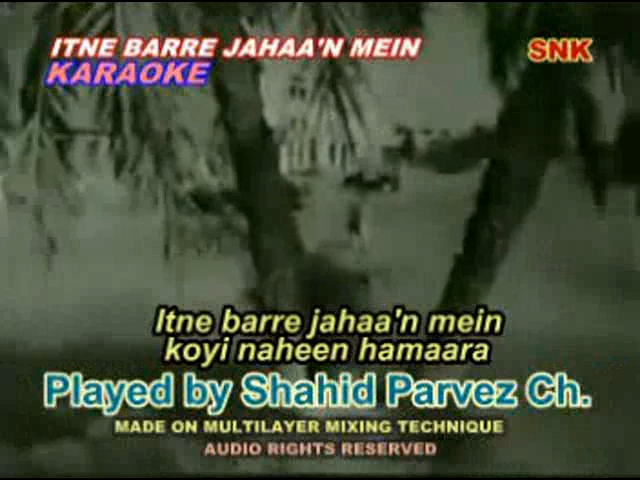 ITNE BARRE JAHAA'N MEIN
SNK
KARAOKE
Itne barre jahaa'n mein
koyi naheen hamaara
Played by Shahid Parvez Ch.
MADE ON MULTILAYER MIXING TECHNIQUE
AUDIO RIGHTS RESERVED